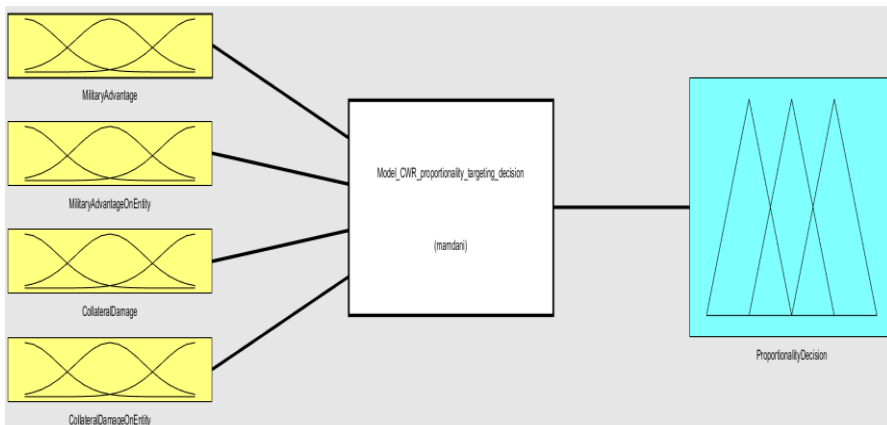 MilitaryAdvantage
MilitaryAdvantageOnEntity
CollateralDamage
CollateralDamageOnEntity
Model_CWR_proportionality_targeting_decision
(mamdani)
ProportionalityDecision